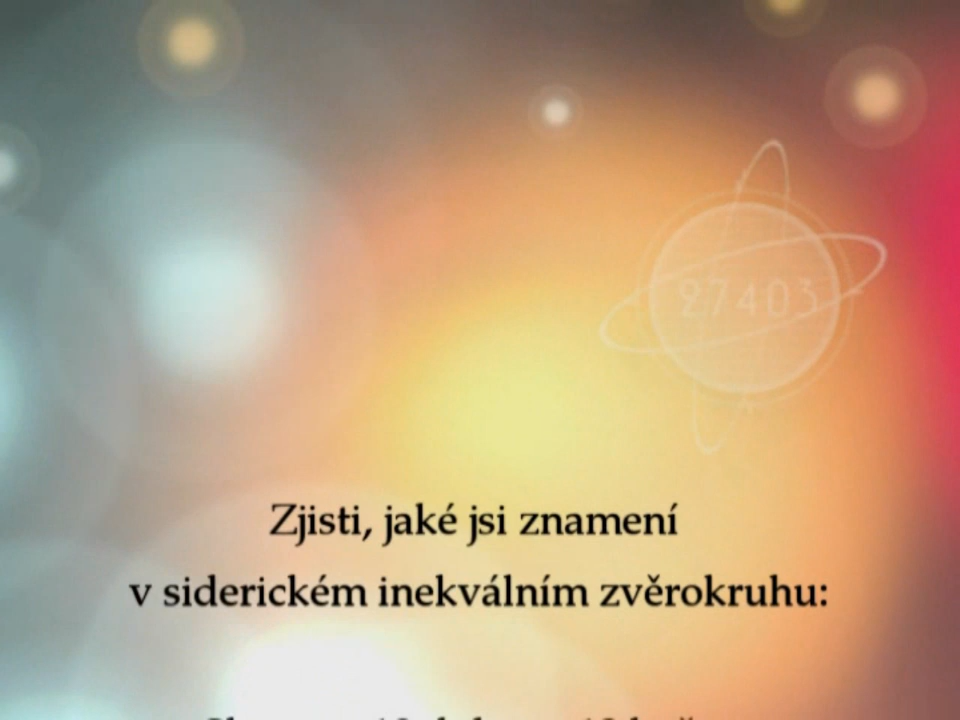 27403
Zjisti, jaké jsi znamení
v siderickém inekválním zvěrokruhu: